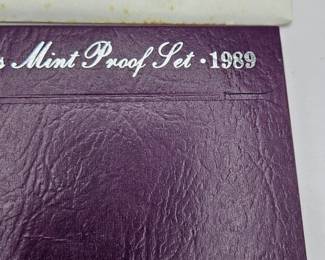 s Mint Proof Set · 1989